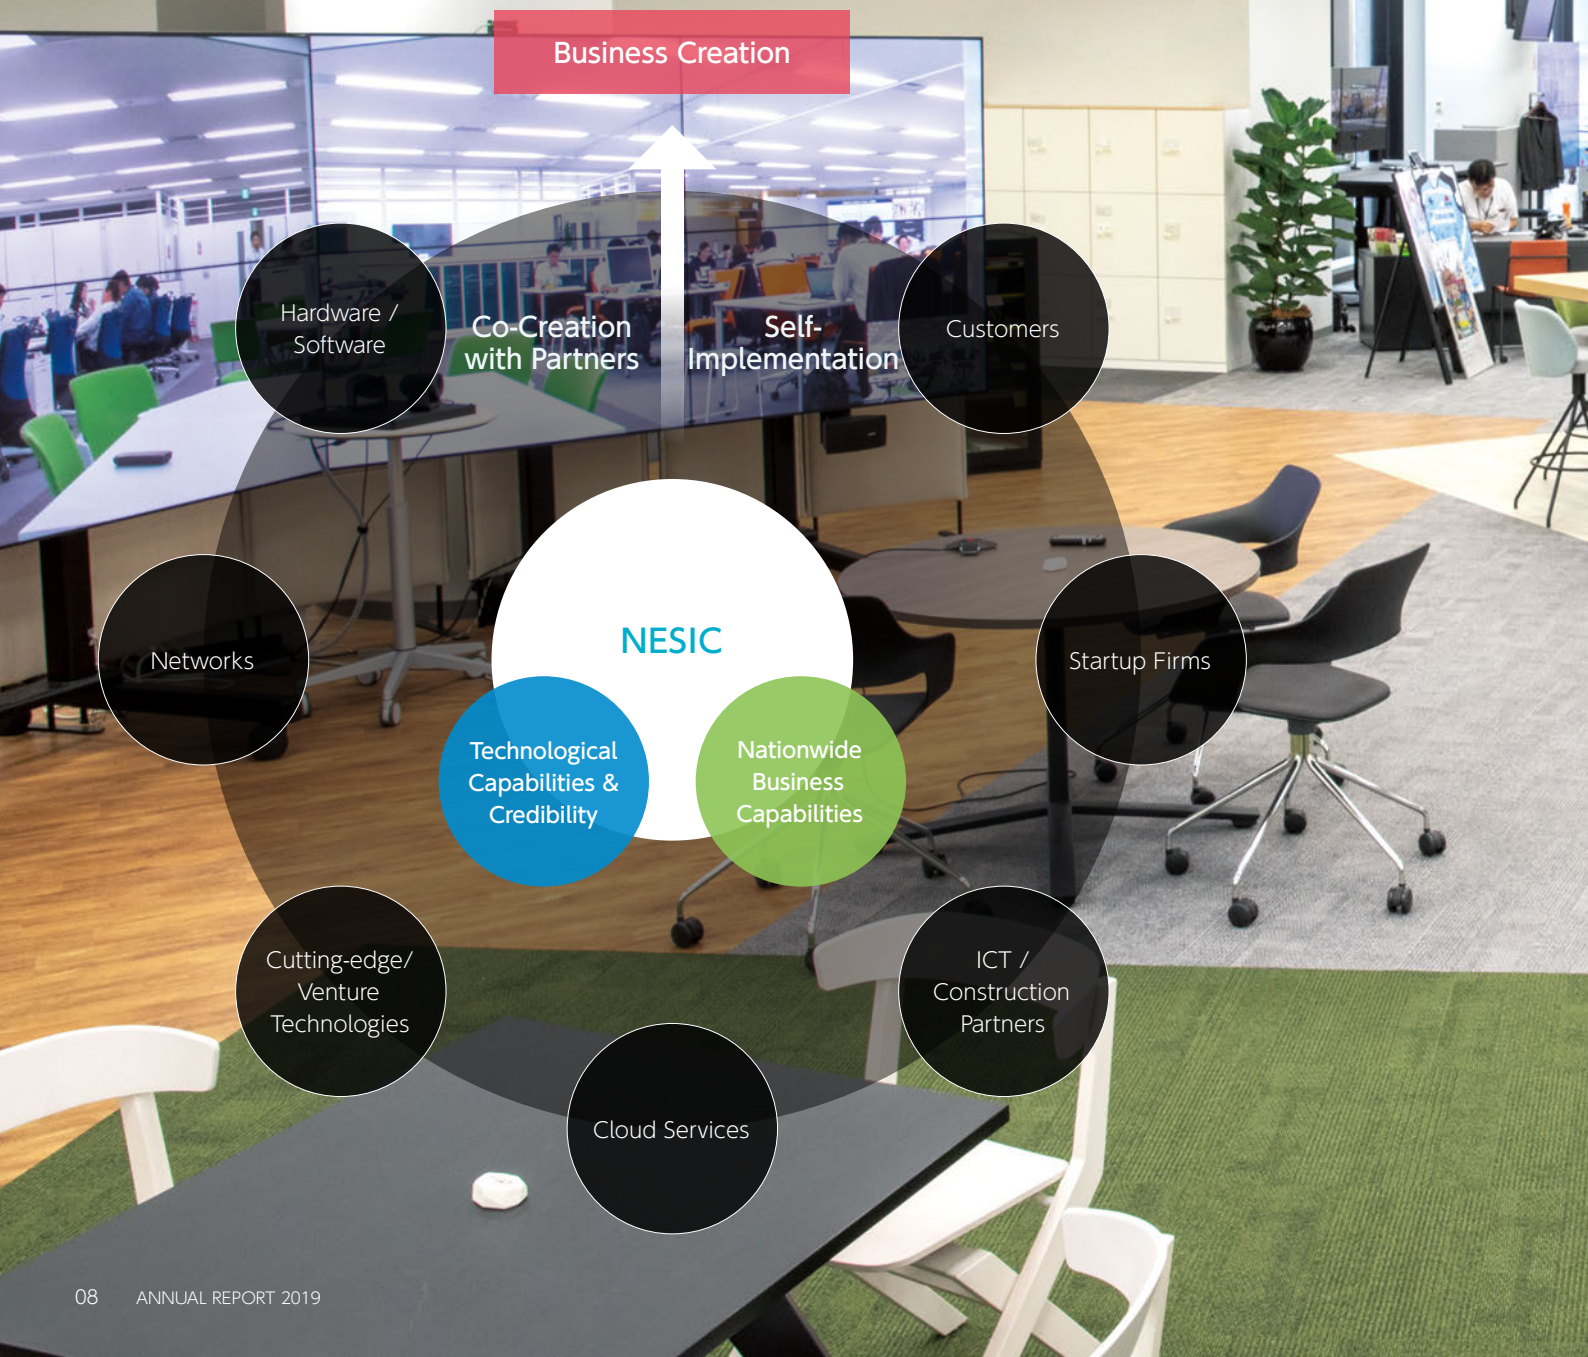 Business Creation
Hardware /
Software
Co-Creation
with Partners
Self-
Implementation
Customers
NESIC
Networks
Startup Firms
Technological
Capabilities &
Credibility
Nationwide
Business
Capabilities
Cutting-edge/
Venture
Technologies
ICT /
Construction
Partners
Cloud Services
08 ANNUAL REPORT 2019